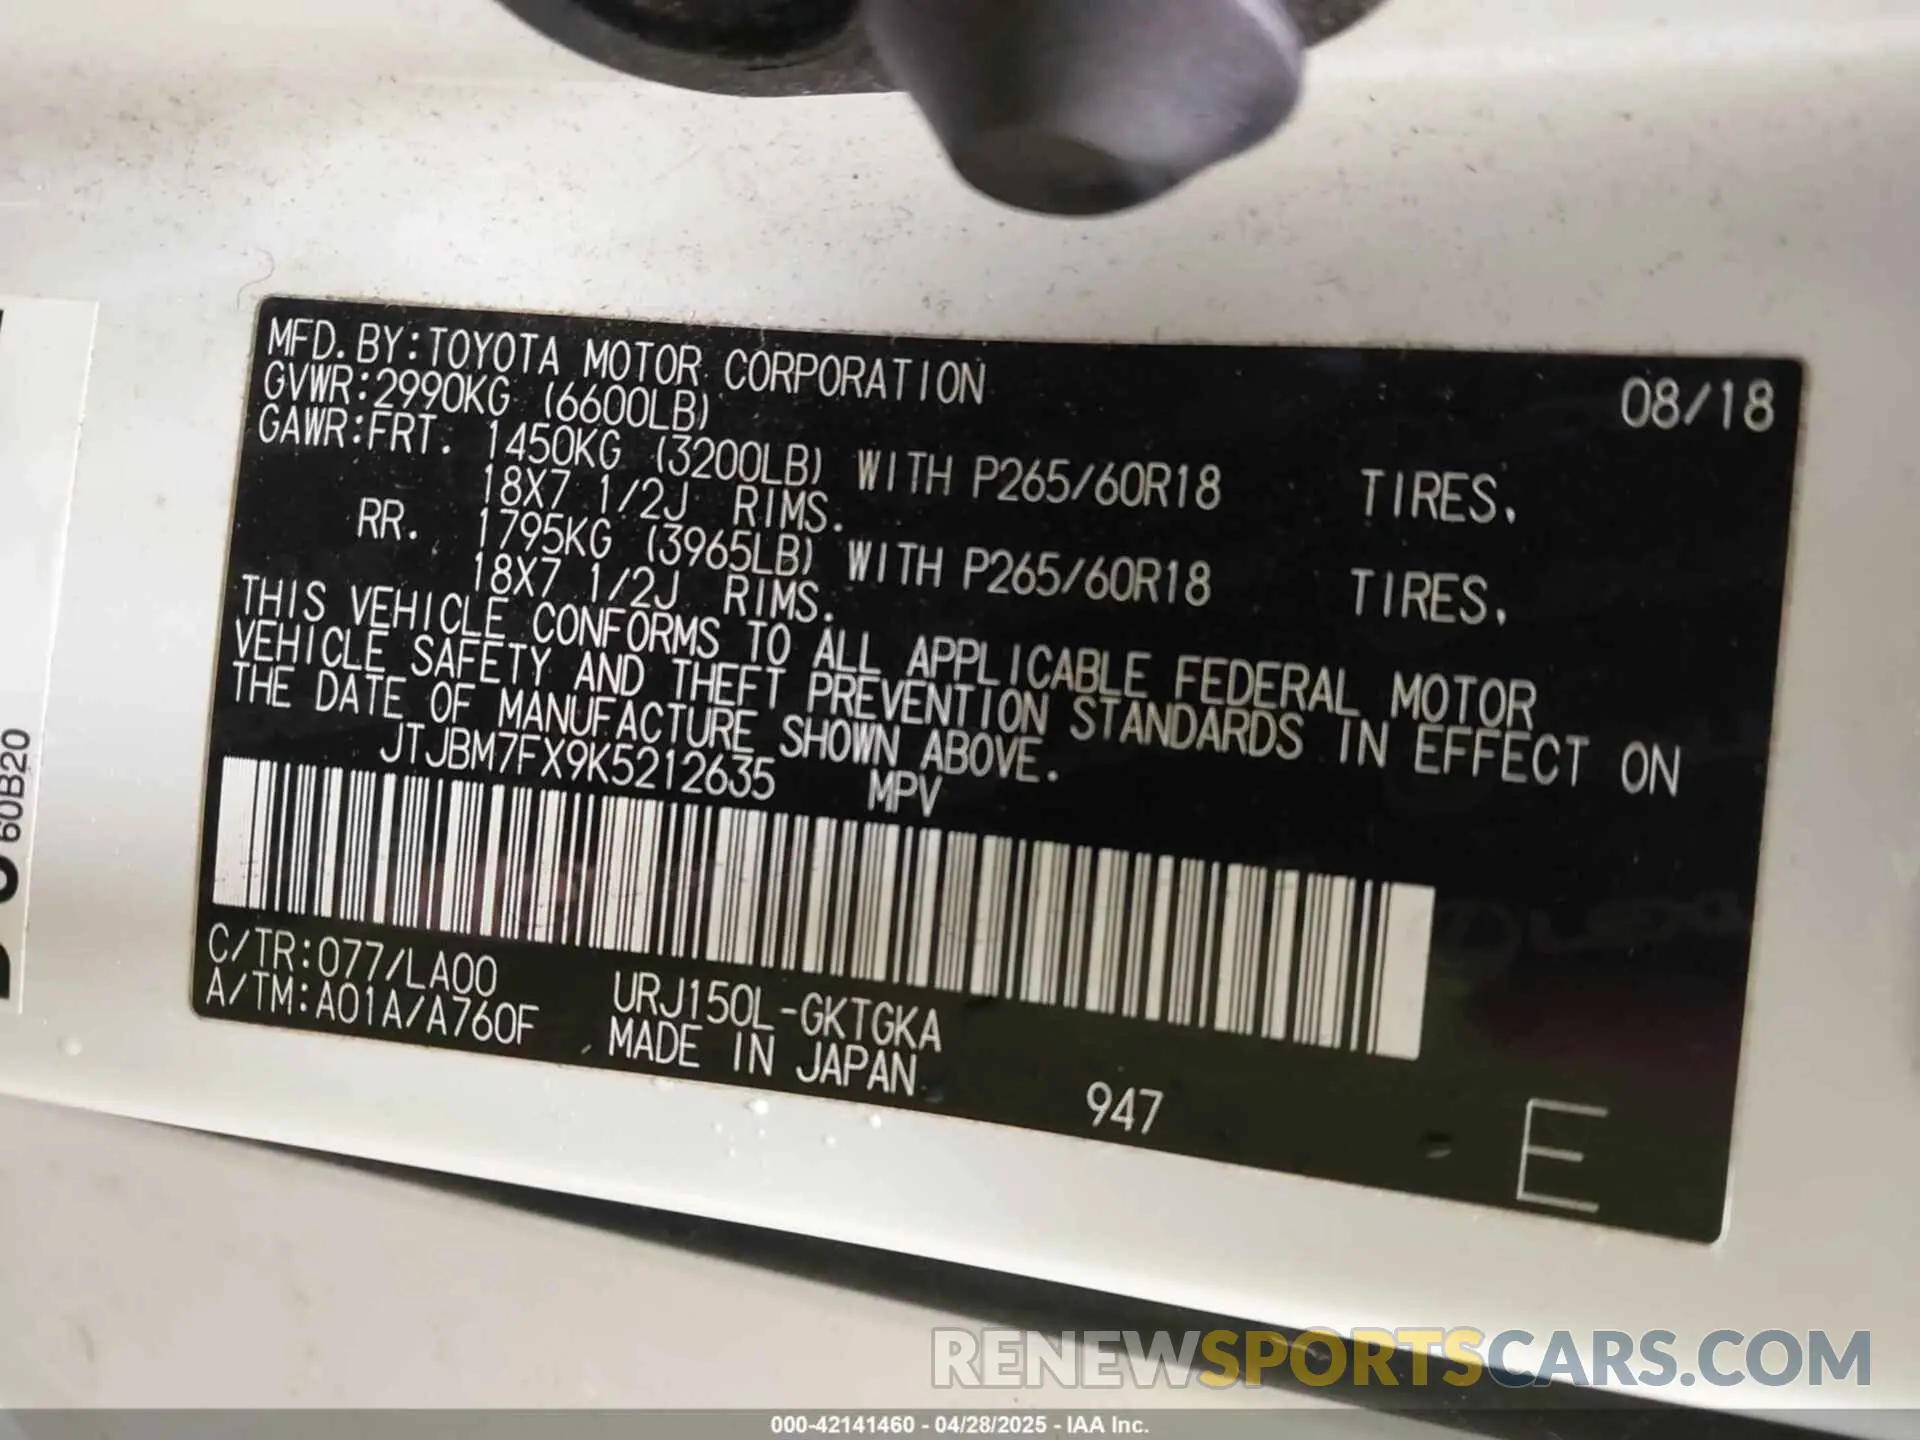 MFD. BY: TOYOTA MOTOR CORPORATION 08/18
GVWR: 2990KG (6600LB)
GAWR: FRT. 1450KG (3200LB) WITH P265/60R18 TIRES,
18X7 1/2J RIMS.
RR. 1795KG (3965LB) WITH P265/60R18 TIRES,
18X7 1/2J RIMS.
THIS VEHICLE CONFORMS TO ALL APPLICABLE FEDERAL MOTOR
VEHICLE SAFETY AND THEFT PREVENTION STANDARDS IN EFFECT ON
THE DATE OF MANUFACTURE SHOWN ABOVE.
JTJBM7FX9K5212635 MPV
C/TR: 077/LA00 URJ150L-GKTGKA
A/TM: A01A/A760F MADE IN JAPAN
947
E
60B20
RENEWSPORTSCARS.COM
000-42141460 - 04/28/2025 - IAA Inc.